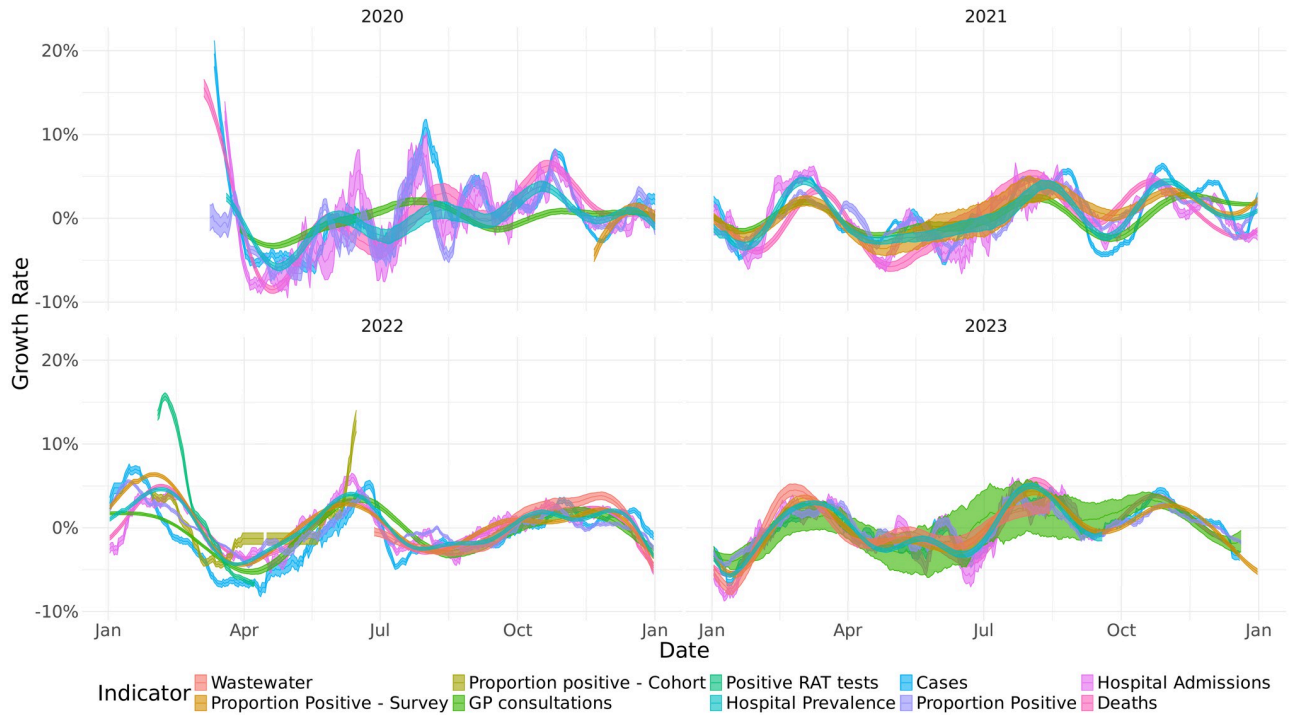 2020 2021
20%
10%
0%
-10%
Growth Rate
2022 2023
20%
10%
0%
-10%
Jan Apr Jul Oct Jan Jan Apr Jul Oct Jan
Date
Indicator
Wastewater Proportion positive - Cohort Positive RAT tests Cases Hospital Admissions
Proportion Positive - Survey GP consultations Hospital Prevalence Proportion Positive Deaths